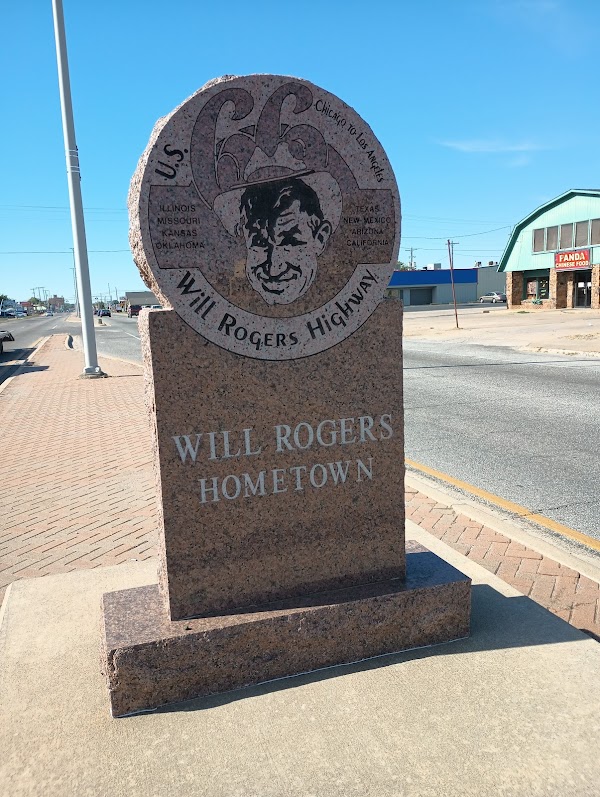 U.S. 66
Chicago to Los Angeles
ILLINOIS
MISSOURI
KANSAS
OKLAHOMA
TEXAS
NEW MEXICO
ARIZONA
CALIFORNIA
Will Rogers Highway
WILL ROGERS
HOMETOWN
FANDA
CHINESE FOOD